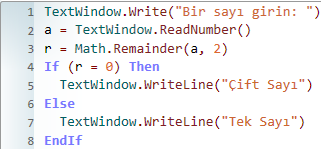 1 TextWindow.Write("Bir sayı girin: ")
2 a = TextWindow.ReadNumber()
3 r = Math.Remainder(a, 2)
4 If (r = 0) Then
5 TextWindow.WriteLine("Çift Sayı")
6 Else
7 TextWindow.WriteLine("Tek Sayı")
8 EndIf